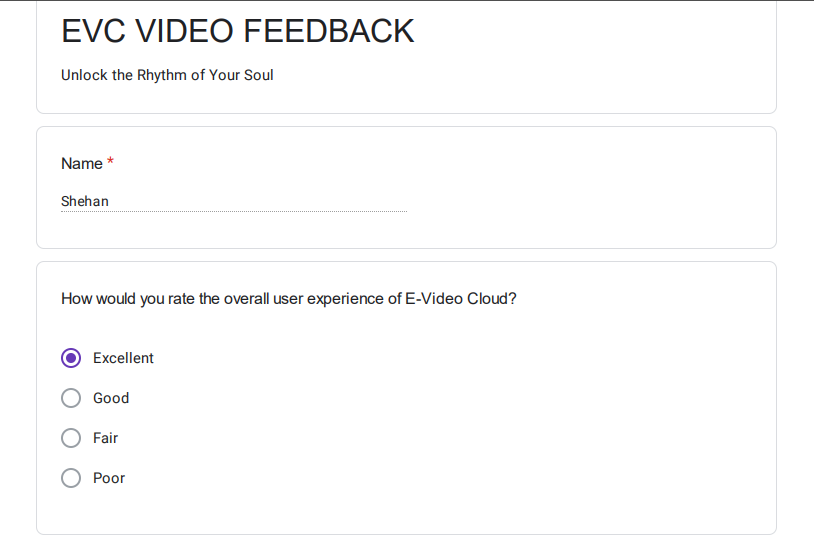 EVC VIDEO FEEDBACK
Unlock the Rhythm of Your Soul
Name *
Shehan
How would you rate the overall user experience of E-Video Cloud?
Excellent
Good
Fair
Poor